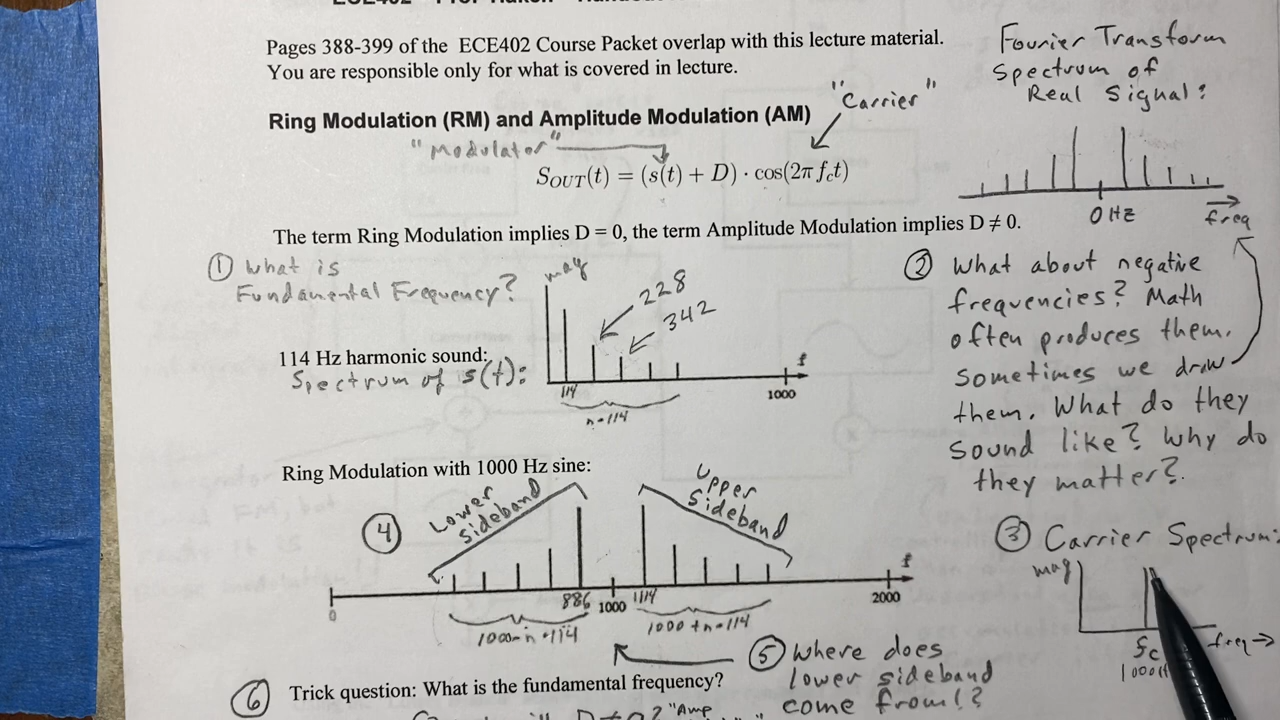 Pages 388-399 of the ECE402 Course Packet overlap with this lecture material.
You are responsible only for what is covered in lecture.
Fourier Transform
Spectrum of
Real Signal:
0 Hz
freq
Ring Modulation (RM) and Amplitude Modulation (AM)
"Carrier"
"Modulator"
S_OUT(t) = (s(t) + D) · cos(2π f_c t)
The term Ring Modulation implies D = 0, the term Amplitude Modulation implies D ≠ 0.
① What is
Fundamental Frequency?
mag
228
342
114 Hz harmonic sound:
Spectrum of s(t):
f
114
1000
n·114
② What about negative
frequencies? Math
often produces them.
Sometimes we draw
them. What do they
sound like? Why do
they matter?
Ring Modulation with 1000 Hz sine:
④ Lower
sideband
Upper
sideband
f
0
886
1000
1114
2000
1000-n·114
1000+n·114
③ Carrier Spectrum:
mag
f_c
freq
⑤ Where does
lower sideband
come from!?
⑥ Trick question: What is the fundamental frequency?
"Amp